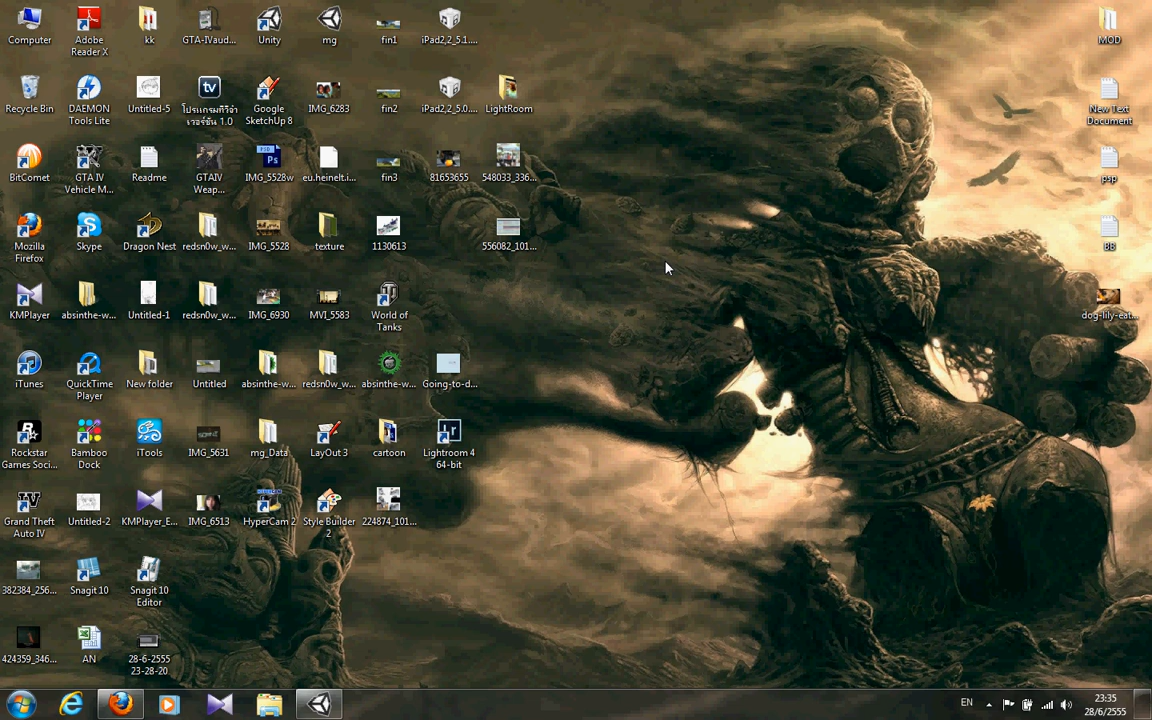 Computer
Adobe
Reader X
kk
GTA-IVaud...
Unity
mg
fin1
iPad2,2_5.1....
MOD
Recycle Bin
DAEMON
Tools Lite
Untitled-5
tv
โปรแกรมทีวีจำ
เวอร์ชั่น 1.0
Google
SketchUp 8
IMG_6283
fin2
iPad2,2_5.0....
LightRoom
New Text
Document
BitComet
GTA IV
Vehicle M...
Readme
GTAIV
Weap...
PSD
Ps
IMG_5528w
eu.heinelt.i...
fin3
81653655
548033_336...
psp
Mozilla
Firefox
Skype
Dragon Nest
redsn0w_w...
IMG_5528
texture
1130613
556082_101...
BB
KMPlayer
absinthe-w...
Untitled-1
redsn0w_w...
IMG_6930
MVI_5583
World of
Tanks
dog-lily-eat...
iTunes
QuickTime
Player
New folder
Untitled
absinthe-w...
redsn0w_w...
absinthe-w...
Going-to-d...
Rockstar
Games Soci...
Bamboo
Dock
iTools
IMG_5631
mg_Data
LayOut 3
cartoon
Lr
Lightroom 4
64-bit
IV
Grand Theft
Auto IV
Untitled-2
KMPlayer_E...
IMG_6513
HyperCam 2
Style Builder
2
224874_101...
382384_256...
Snagit 10
Snagit 10
Editor
424359_346...
AN
28-6-2555
23-28-20
EN
23:35
28/6/2555